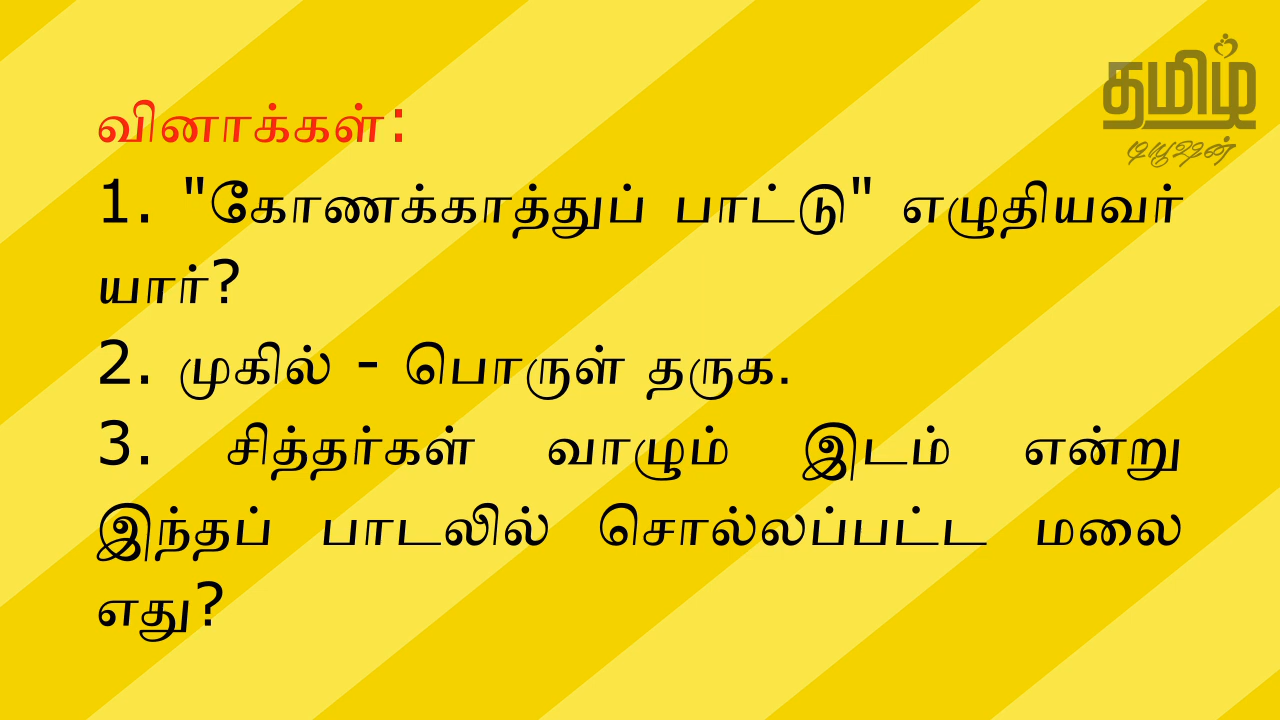 தமிழ்
டியூஷன்
வினாக்கள்:
1. "கோணக்காத்துப் பாட்டு" எழுதியவர்
யார்?
2. முகில் - பொருள் தருக.
3. சித்தர்கள் வாழும் இடம் என்று
இந்தப் பாடலில் சொல்லப்பட்ட மலை
எது?